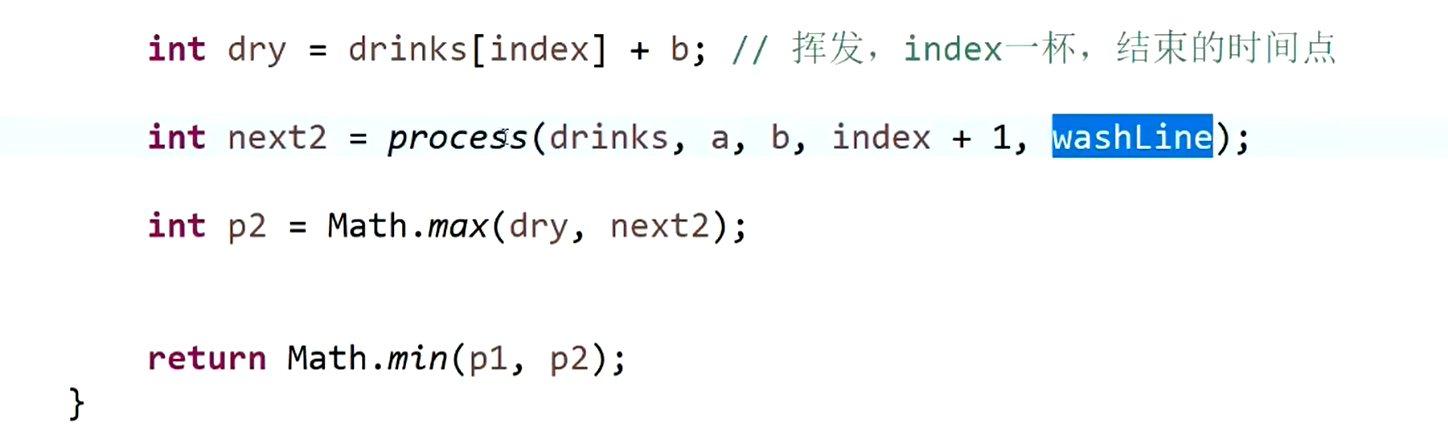 int dry = drinks[index] + b; // 挥发，index一杯，结束的时间点
int next2 = process(drinks, a, b, index + 1, washLine);
int p2 = Math.max(dry, next2);
return Math.min(p1, p2);
}